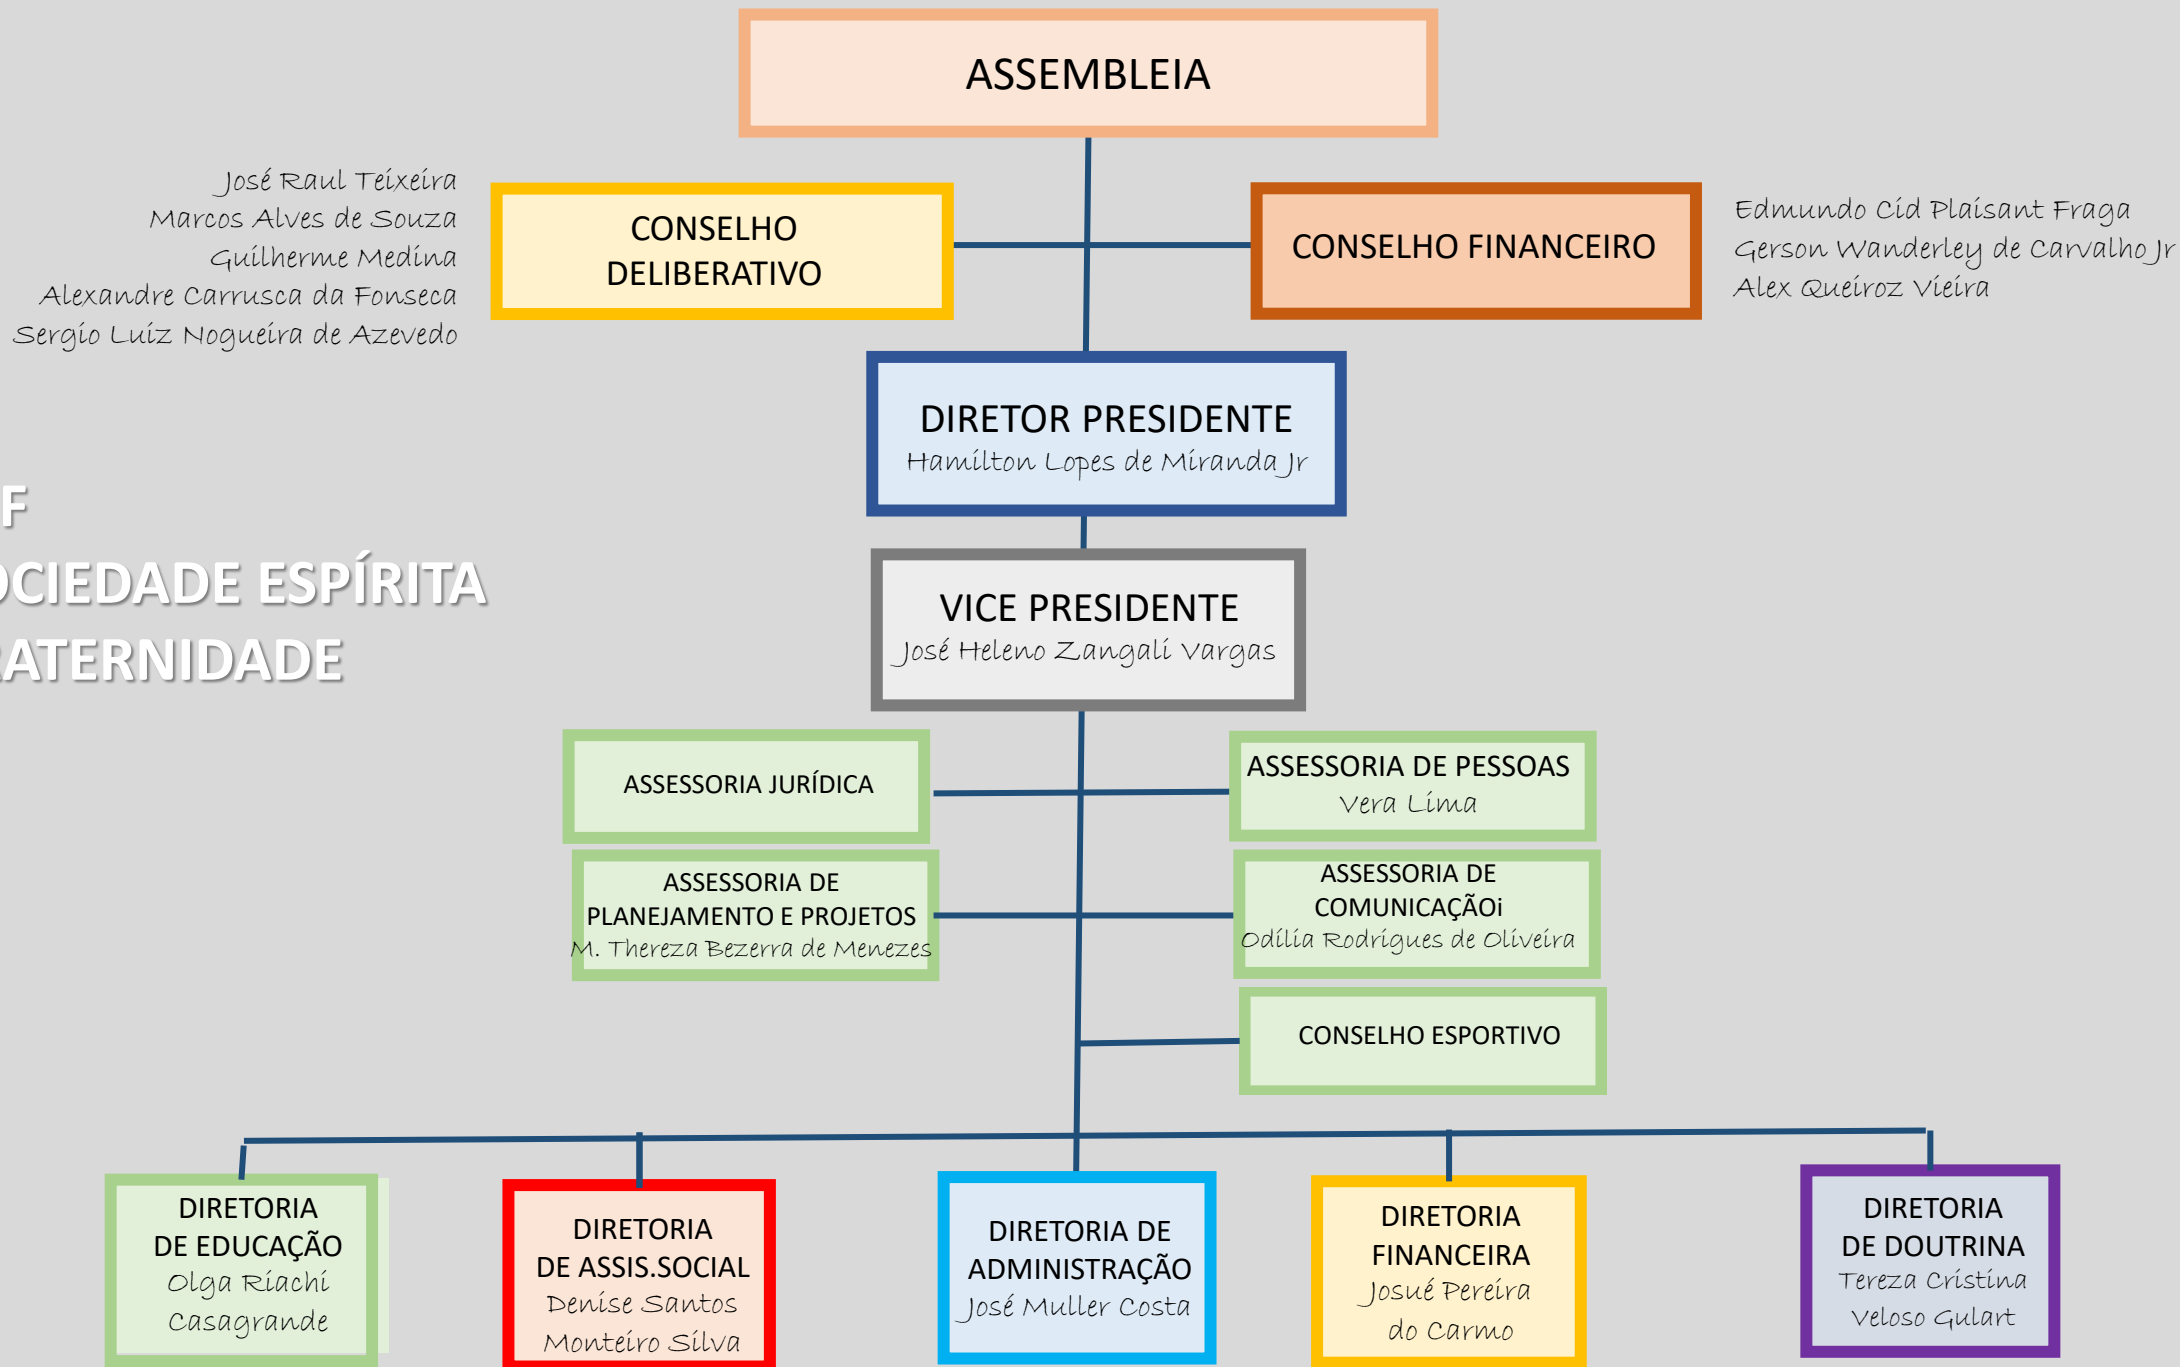 ASSEMBLEIA
José Raul Teixeira
Marcos Alves de Souza
Guilherme Medina
Alexandre Carrusca da Fonseca
Sergio Luiz Nogueira de Azevedo
CONSELHO
DELIBERATIVO
CONSELHO FINANCEIRO
Edmundo Cid Plaisant Fraga
Gerson Wanderley de Carvalho Jr
Alex Queiroz Vieira
DIRETOR PRESIDENTE
Hamilton Lopes de Miranda Jr
F
OCIEDADE ESPÍRITA
RATERNIDADE
VICE PRESIDENTE
José Heleno Zangali Vargas
ASSESSORIA JURÍDICA
ASSESSORIA DE PESSOAS
Vera Lima
ASSESSORIA DE
PLANEJAMENTO E PROJETOS
M. Thereza Bezerra de Menezes
ASSESSORIA DE
COMUNICAÇÃOi
Odília Rodrigues de Oliveira
CONSELHO ESPORTIVO
DIRETORIA
DE EDUCAÇÃO
Olga Riachi
Casagrande
DIRETORIA
DE ASSIS.SOCIAL
Denise Santos
Monteiro Silva
DIRETORIA DE
ADMINISTRAÇÃO
José Muller Costa
DIRETORIA
FINANCEIRA
Josué Pereira
do Carmo
DIRETORIA
DE DOUTRINA
Tereza Cristina
Veloso Gulart